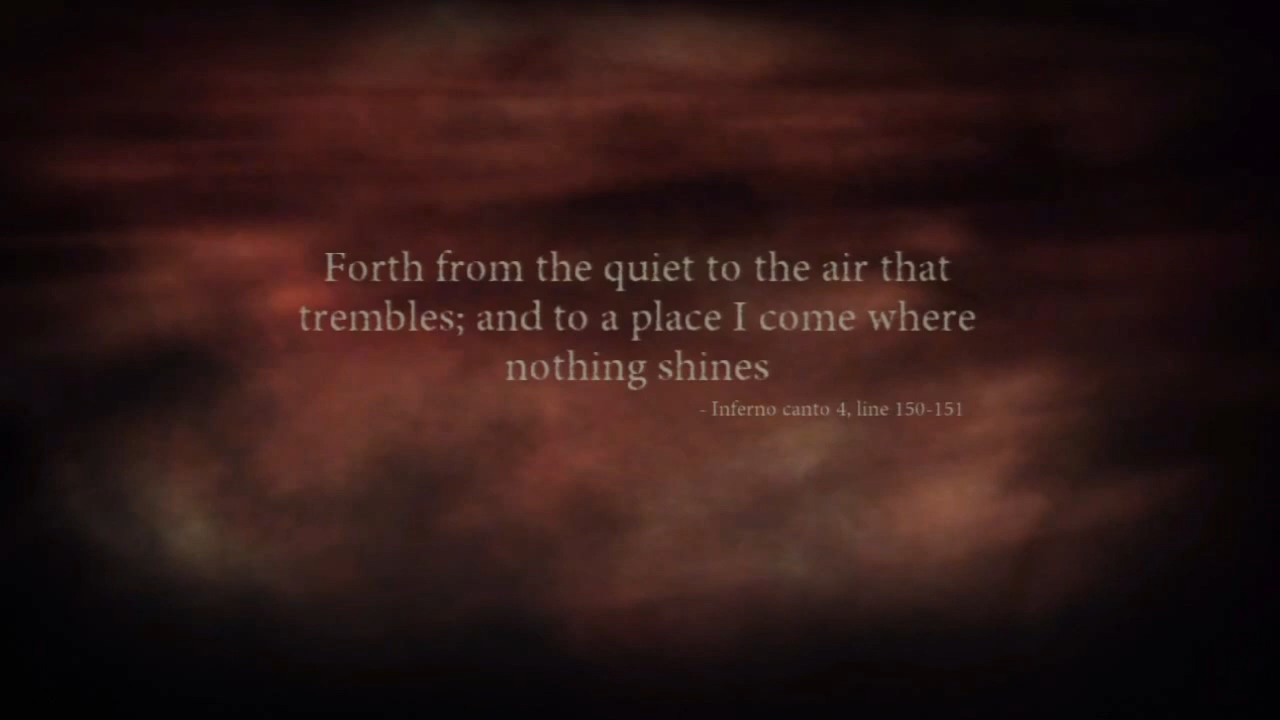 Forth from the quiet to the air that
trembles; and to a place I come where
nothing shines
- Inferno canto 4, line 150-151